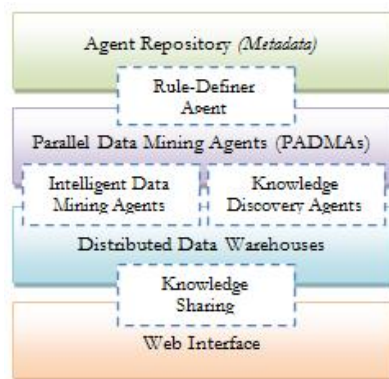 Agent Repository (Metadata)
Rule-Definer
Agent
Parallel Data Mining Agents (PADMAs)
Intelligent Data
Mining Agents
Knowledge
Discovery Agents
Distributed Data Warehouses
Knowledge
Sharing
Web Interface